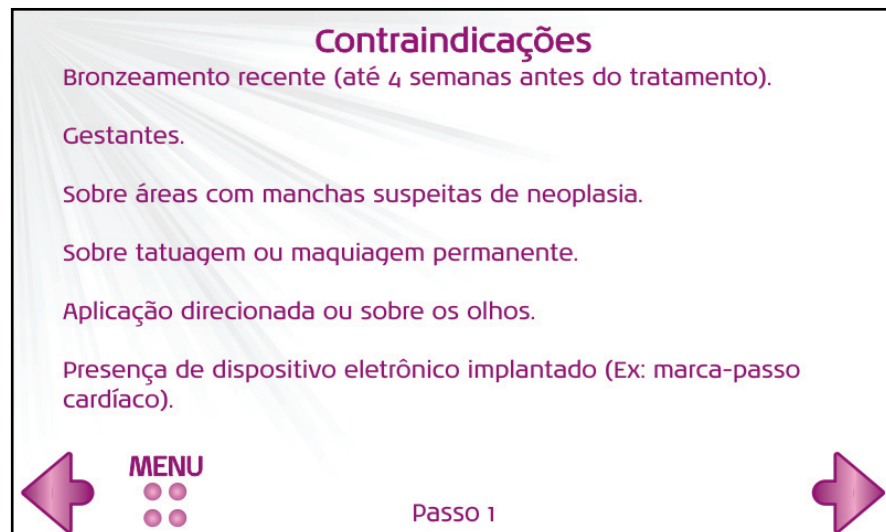 Contraindicações
Bronzeamento recente (até 4 semanas antes do tratamento).
Gestantes.
Sobre áreas com manchas suspeitas de neoplasia.
Sobre tatuagem ou maquiagem permanente.
Aplicação direcionada ou sobre os olhos.
Presença de dispositivo eletrônico implantado (Ex: marca-passo
cardíaco).
MENU
Passo 1